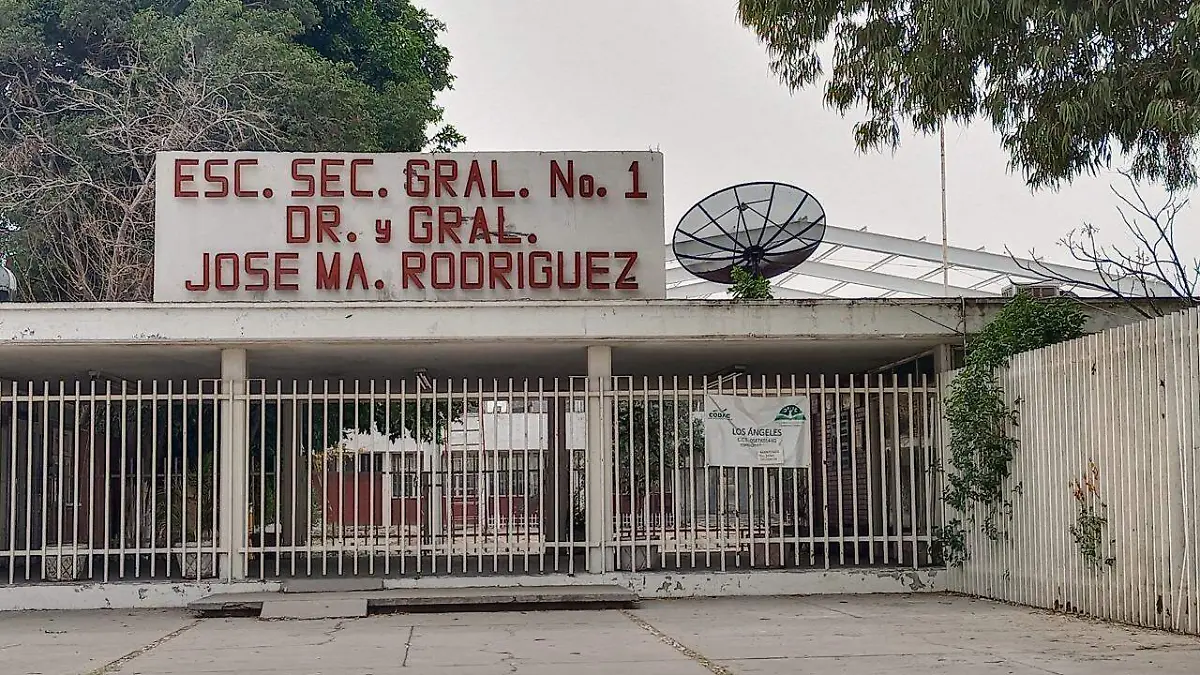 ESC. SEC. GRAL. No. 1
DR. y GRAL.
JOSE MA. RODRIGUEZ
LOS ÁNGELES